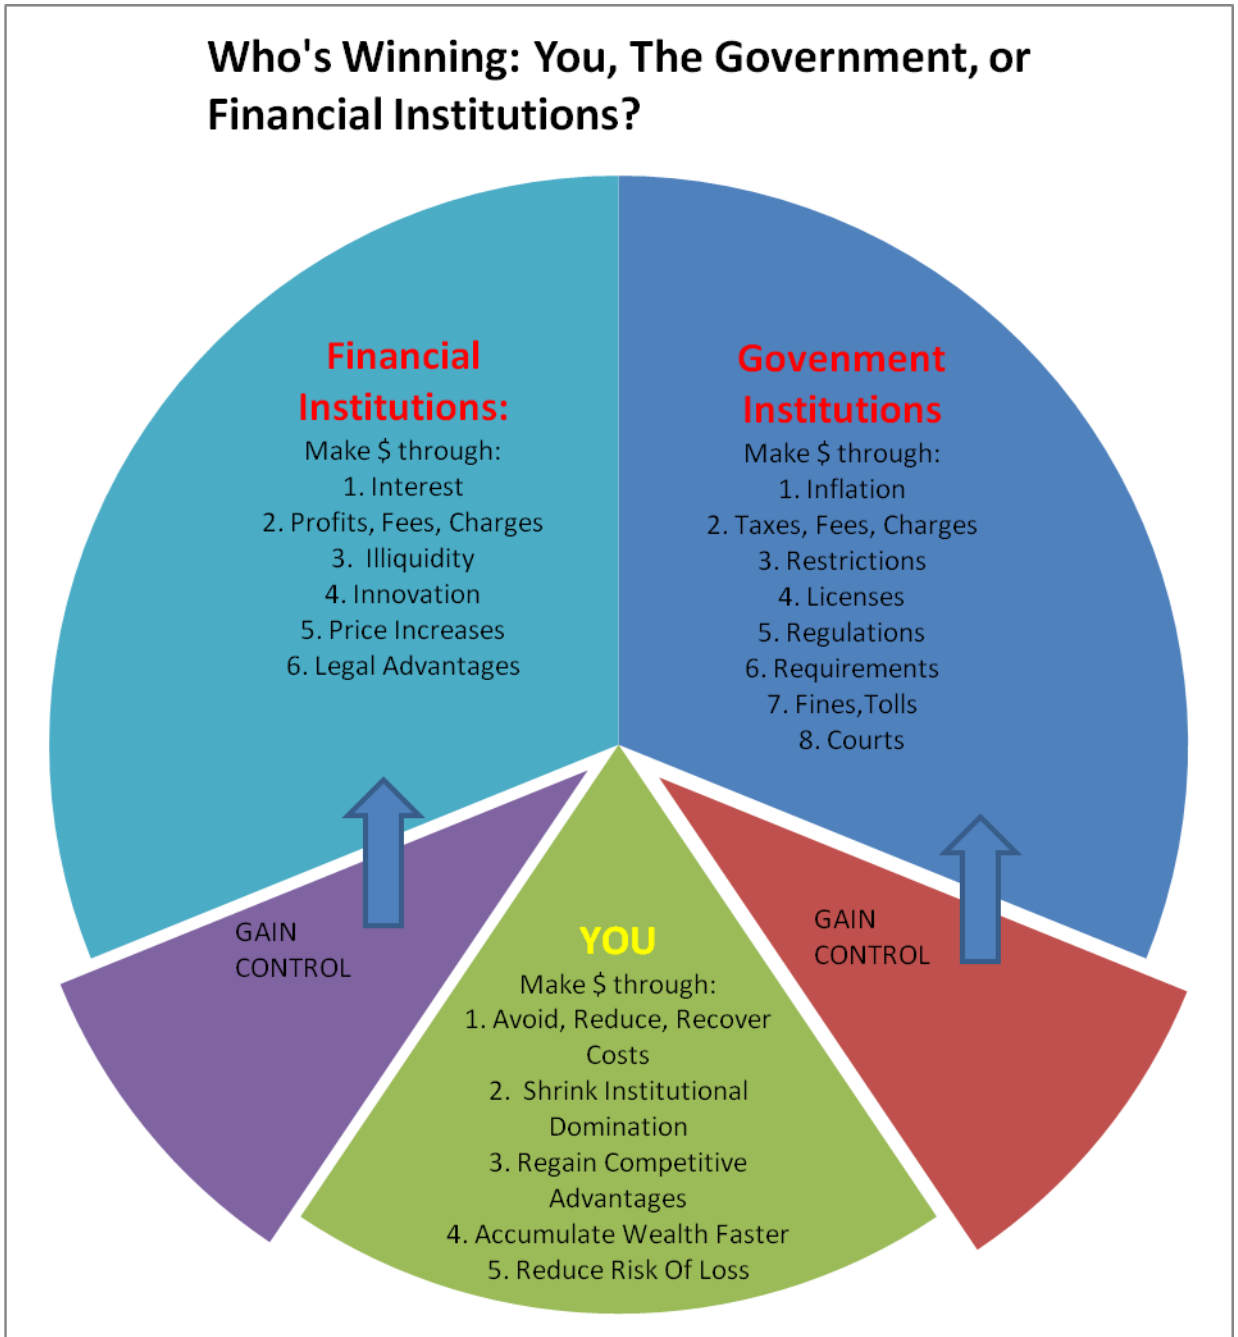 Who's Winning: You, The Government, or
Financial Institutions?
Financial
Institutions:
Make $ through:
1. Interest
2. Profits, Fees, Charges
3. Illiquidity
4. Innovation
5. Price Increases
6. Legal Advantages
Govenment
Institutions
Make $ through:
1. Inflation
2. Taxes, Fees, Charges
3. Restrictions
4. Licenses
5. Regulations
6. Requirements
7. Fines,Tolls
8. Courts
GAIN
CONTROL
YOU
Make $ through:
1. Avoid, Reduce, Recover
Costs
2. Shrink Institutional
Domination
3. Regain Competitive
Advantages
4. Accumulate Wealth Faster
5. Reduce Risk Of Loss
GAIN
CONTROL